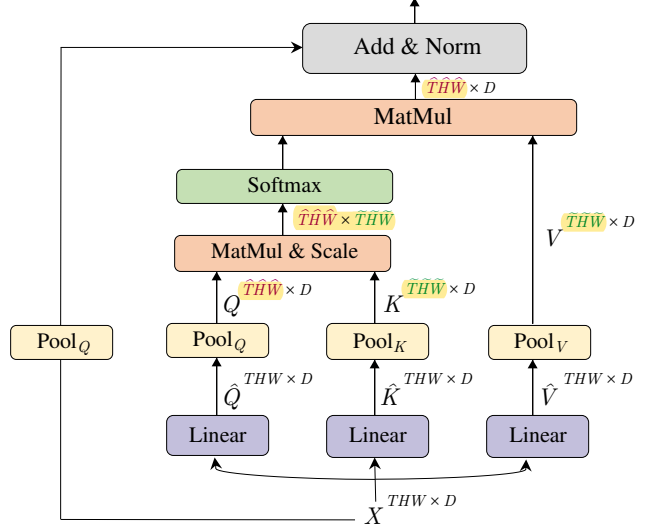 Add & Norm
T̂ĤŴ × D
MatMul
Softmax
T̂ĤŴ × T̃H̃W̃
V^{T̃H̃W̃ × D}
MatMul & Scale
Q^{T̂ĤŴ × D} K^{T̃H̃W̃ × D}
Pool_Q Pool_Q Pool_K Pool_V
Q̂^{THW × D} K̂^{THW × D} V̂^{THW × D}
Linear Linear Linear
X^{THW × D}